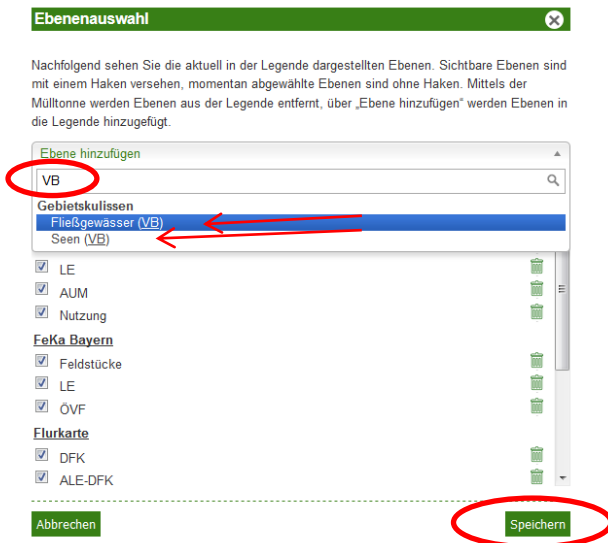 Ebenenauswahl
Nachfolgend sehen Sie die aktuell in der Legende dargestellten Ebenen. Sichtbare Ebenen sind
mit einem Haken versehen, momentan abgewählte Ebenen sind ohne Haken. Mittels der
Mülltonne werden Ebenen aus der Legende entfernt, über „Ebene hinzufügen“ werden Ebenen in
die Legende hinzugefügt.
Ebene hinzufügen
VB
Gebietskulissen
Fließgewässer (VB)
Seen (VB)
LE
AUM
Nutzung
FeKa Bayern
Feldstücke
LE
ÖVF
Flurkarte
DFK
ALE-DFK
Abbrechen Speichern